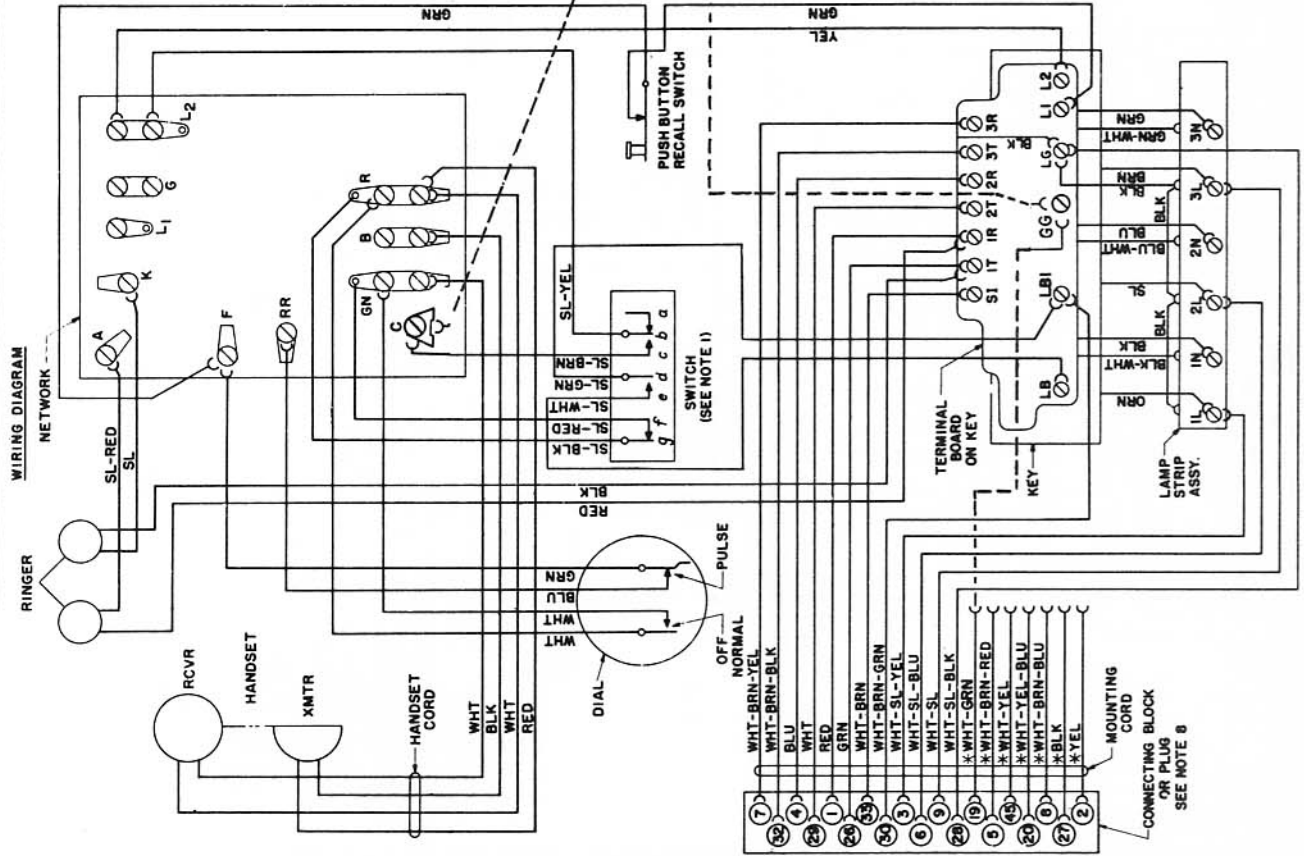 WIRING DIAGRAM
NETWORK
RINGER
SL-RED
SL
A
K
L1
G
L2
F
RR
GN
B
R
C
GRN
GRN
YEL
PUSH BUTTON
RECALL SWITCH
SL-YEL
SL-BRN
SL-GRN
SL-WHT
SL-RED
SL-BLK
a
b
c
d
e
f
g
SWITCH
(SEE NOTE 1)
BLK
RED
RCVR
HANDSET
XMTR
HANDSET
CORD
WHT
BLK
WHT
RED
GRN
BLU
WHT
WHT
DIAL
PULSE
OFF
NORMAL
3R
3T
2R
2T
1R
1T
S1
L2
L1
BLK
LG
GG
LB1
LB
TERMINAL
BOARD
ON KEY
KEY
GRN
GRN-WHT
BRN
BLK
BLK
BLU
BLU-WHT
SL
BLK
BLK
BLK-WHT
ORN
3N
3L
2N
2L
1N
1L
LAMP
STRIP
ASSY.
WHT-BRN-YEL
WHT-BRN-BLK
BLU
WHT
RED
GRN
WHT-BRN
WHT-BRN-GRN
WHT-SL-YEL
WHT-SL-BLU
WHT-SL
WHT-SL-BLK
*WHT-GRN
*WHT-BRN-RED
*WHT-YEL
*WHT-YEL-BLU
*WHT-BRN-BLU
*BLK
*YEL
7
32
4
29
1
26
33
30
3
6
9
28
19
5
45
20
8
27
2
MOUNTING
CORD
CONNECTING BLOCK
OR PLUG
SEE NOTE 8